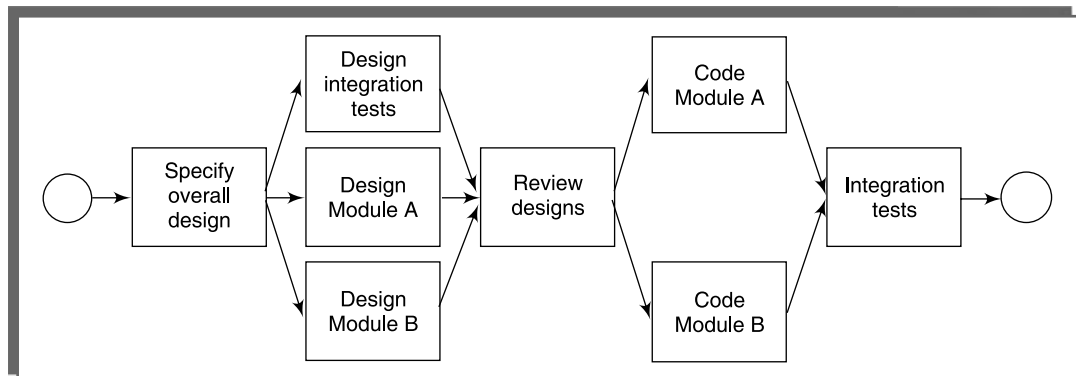 Specify
overall
design
Design
integration
tests
Design
Module A
Design
Module B
Review
designs
Code
Module A
Code
Module B
Integration
tests